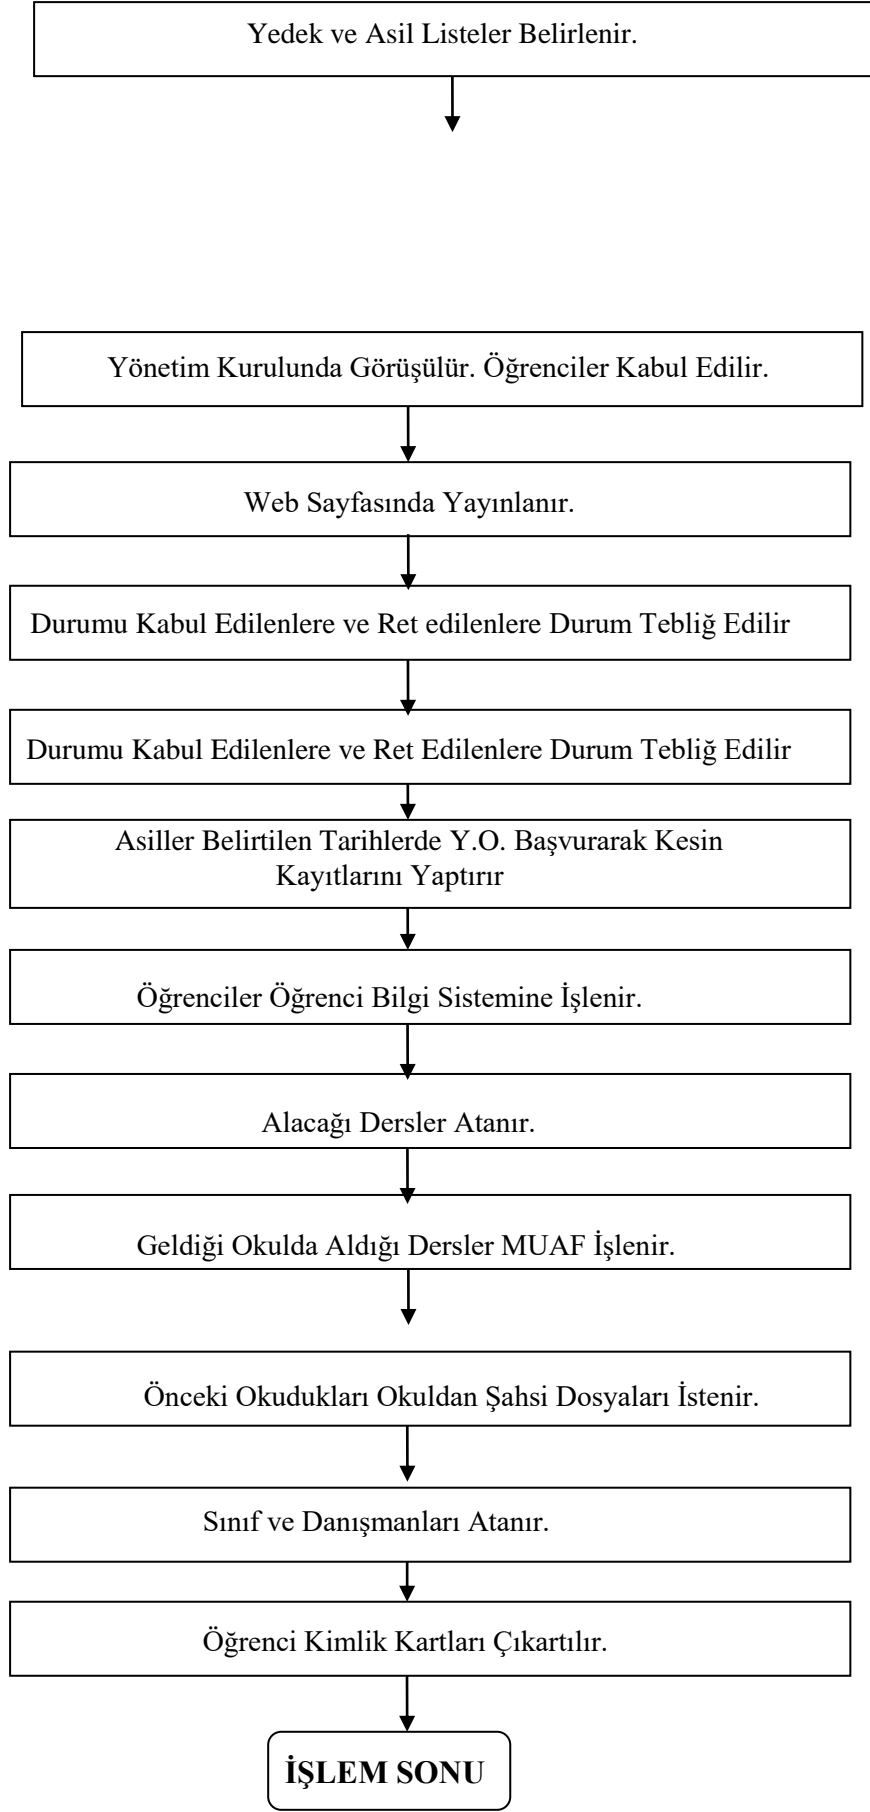 Yedek ve Asil Listeler Belirlenir.
Yönetim Kurulunda Görüşülür. Öğrenciler Kabul Edilir.
Web Sayfasında Yayınlanır.
Durumu Kabul Edilenlere ve Ret edilenlere Durum Tebliğ Edilir
Durumu Kabul Edilenlere ve Ret Edilenlere Durum Tebliğ Edilir
Asiller Belirtilen Tarihlerde Y.O. Başvurarak Kesin
Kayıtlarını Yaptırır
Öğrenciler Öğrenci Bilgi Sistemine İşlenir.
Alacağı Dersler Atanır.
Geldiği Okulda Aldığı Dersler MUAF İşlenir.
Önceki Okudukları Okuldan Şahsi Dosyaları İstenir.
Sınıf ve Danışmanları Atanır.
Öğrenci Kimlik Kartları Çıkartılır.
İŞLEM SONU